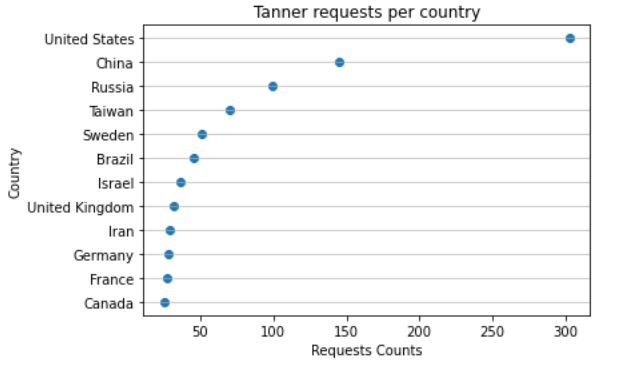 Tanner requests per country
United States
China
Russia
Taiwan
Sweden
Brazil
Israel
United Kingdom
Iran
Germany
France
Canada
Country
50 100 150 200 250 300
Requests Counts